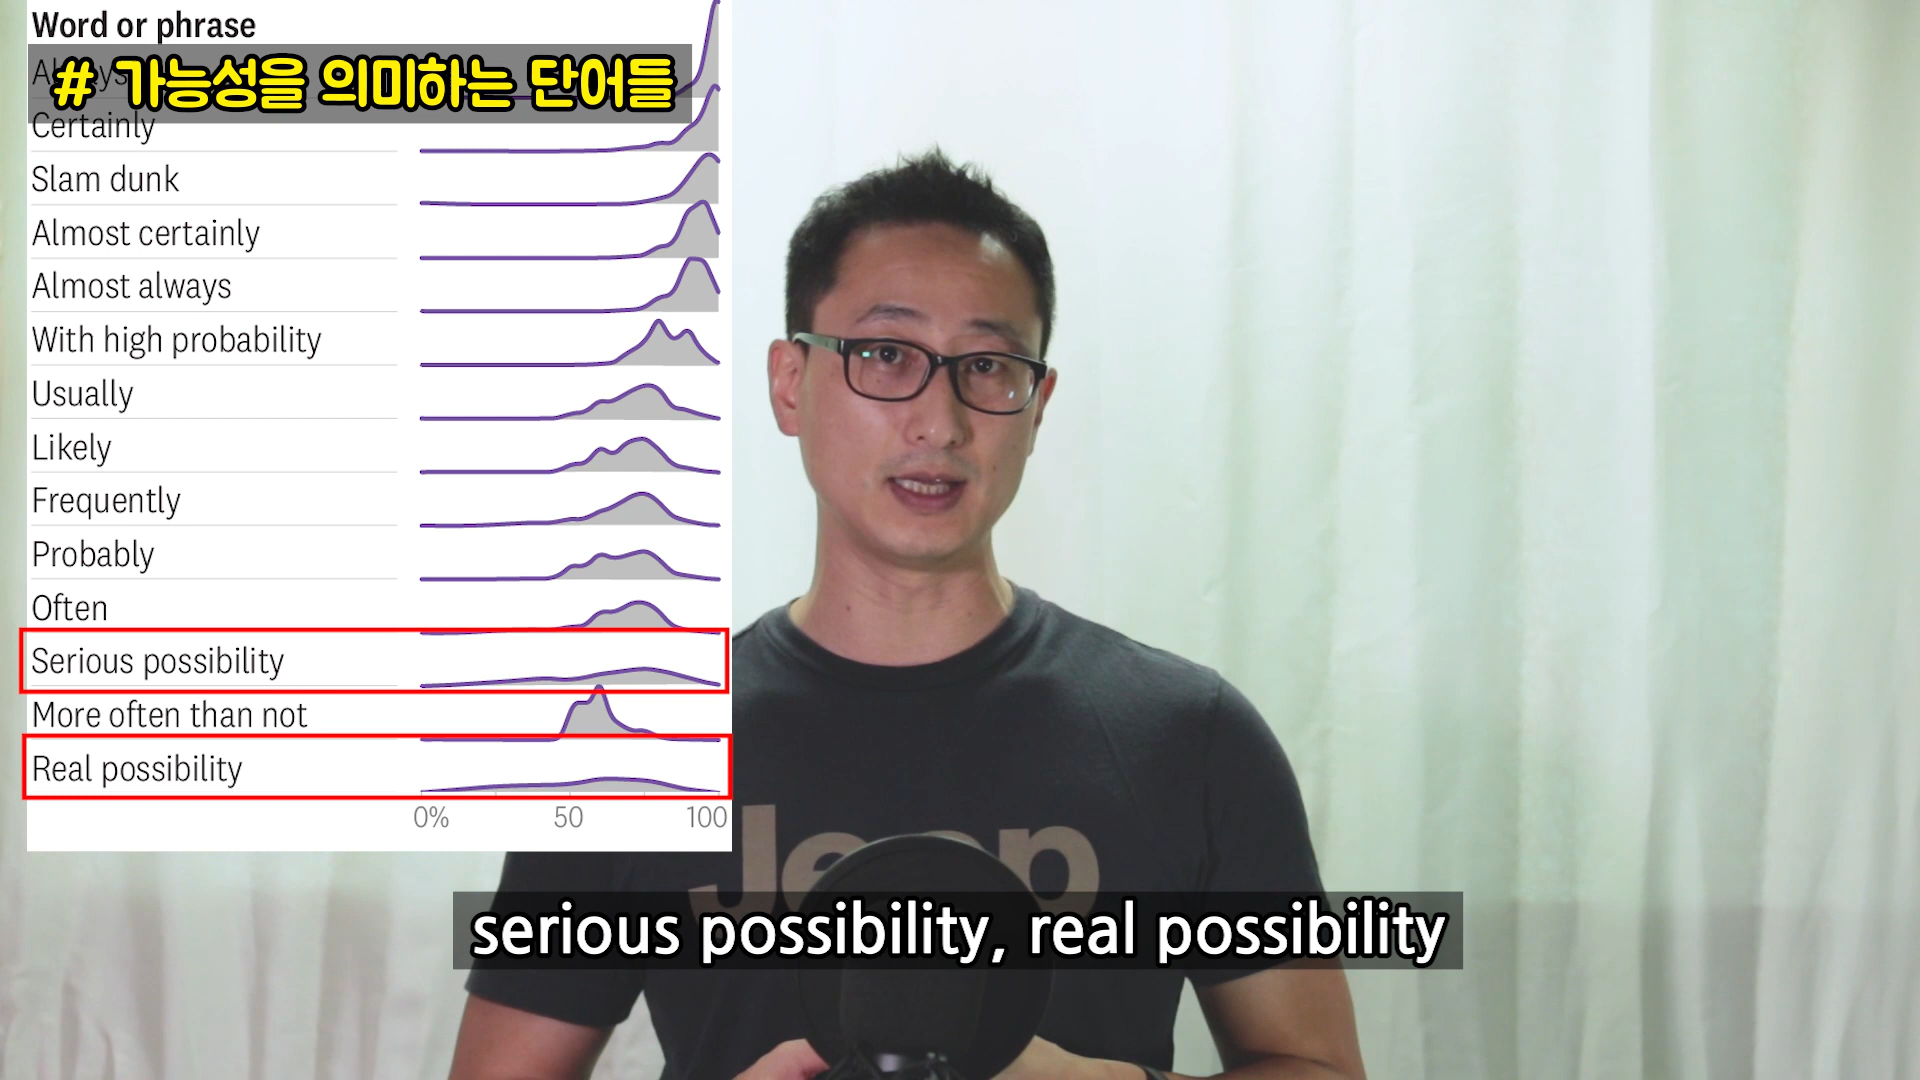 Word or phrase
Always
# 가능성을 의미하는 단어들
Certainly
Slam dunk
Almost certainly
Almost always
With high probability
Usually
Likely
Frequently
Probably
Often
Serious possibility
More often than not
Real possibility
0% 50 100
Jeep
serious possibility, real possibility